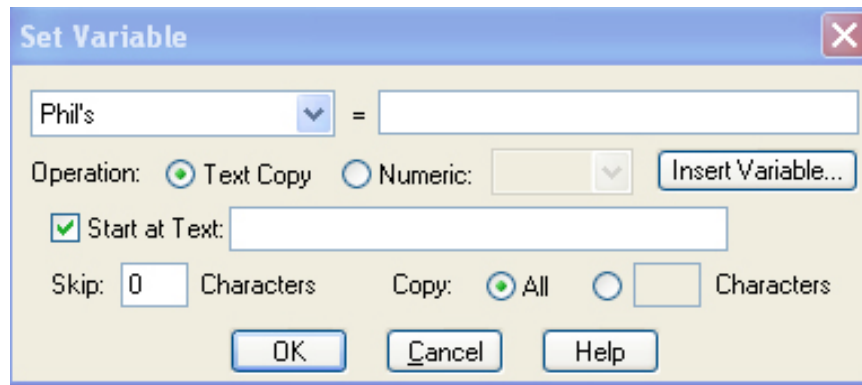 Set Variable
Phil's =
Operation: Text Copy Numeric: Insert Variable...
Start at Text:
Skip: 0 Characters Copy: All Characters
OK Cancel Help